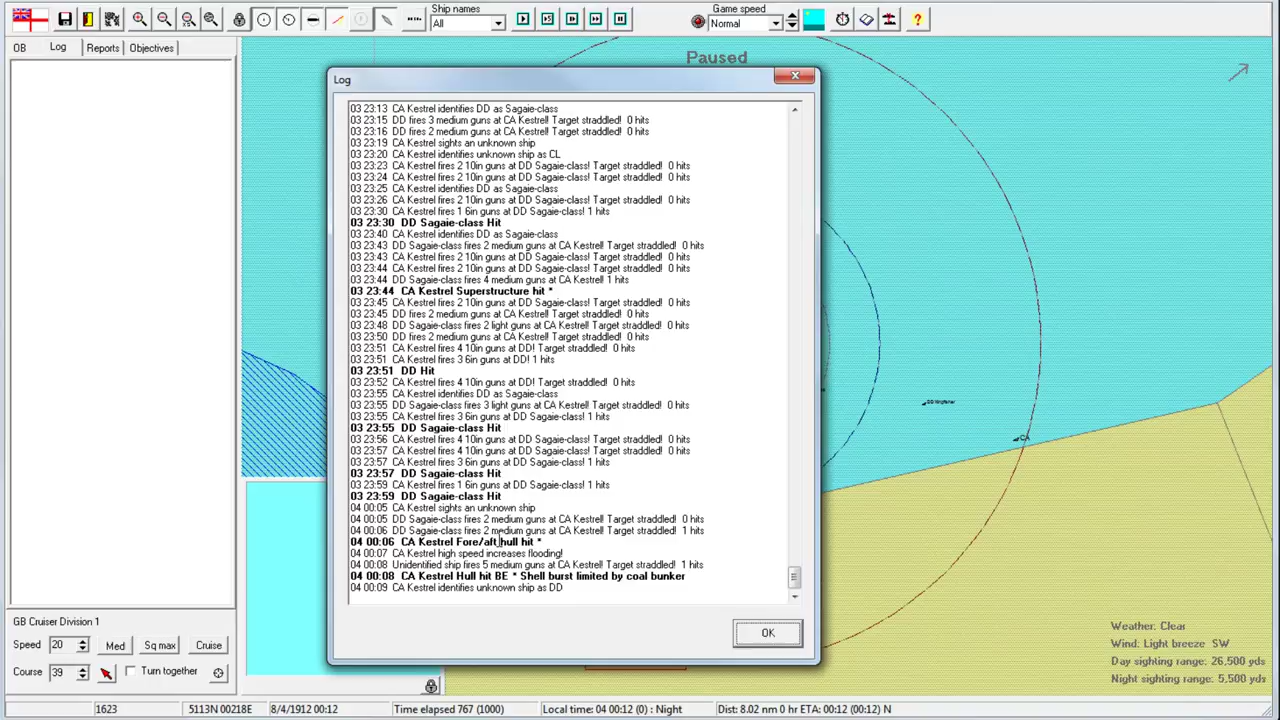 Ship names
All
Game speed
Normal
OB Log Reports Objectives
Paused
Log
03 23:13 CA Kestrel identifies DD as Sagaie-class
03 23:15 DD fires 3 medium guns at CA Kestrel! Target straddled! 0 hits
03 23:16 DD fires 2 medium guns at CA Kestrel! Target straddled! 0 hits
03 23:19 CA Kestrel sights an unknown ship
03 23:20 CA Kestrel identifies unknown ship as CL
03 23:23 CA Kestrel fires 2 10in guns at DD Sagaie-class! Target straddled! 0 hits
03 23:24 CA Kestrel fires 2 10in guns at DD Sagaie-class! Target straddled! 0 hits
03 23:25 CA Kestrel identifies DD as Sagaie-class
03 23:26 CA Kestrel fires 2 10in guns at DD Sagaie-class! Target straddled! 0 hits
03 23:30 CA Kestrel fires 1 6in guns at DD Sagaie-class! 1 hits
03 23:30 DD Sagaie-class Hit
03 23:40 CA Kestrel identifies DD as Sagaie-class
03 23:43 DD Sagaie-class fires 2 medium guns at CA Kestrel! Target straddled! 0 hits
03 23:43 CA Kestrel fires 2 10in guns at DD Sagaie-class! Target straddled! 0 hits
03 23:44 CA Kestrel fires 2 10in guns at DD Sagaie-class! Target straddled! 0 hits
03 23:44 DD Sagaie-class fires 4 medium guns at CA Kestrel! 1 hits
03 23:44 CA Kestrel Superstructure hit *
03 23:45 CA Kestrel fires 2 10in guns at DD Sagaie-class! Target straddled! 0 hits
03 23:45 DD fires 2 medium guns at CA Kestrel! Target straddled! 0 hits
03 23:48 DD Sagaie-class fires 2 light guns at CA Kestrel! Target straddled! 0 hits
03 23:50 DD fires 2 medium guns at CA Kestrel! Target straddled! 0 hits
03 23:51 CA Kestrel fires 4 10in guns at DD! Target straddled! 0 hits
03 23:51 CA Kestrel fires 3 6in guns at DD! 1 hits
03 23:51 DD Hit
03 23:52 CA Kestrel fires 4 10in guns at DD! Target straddled! 0 hits
03 23:55 CA Kestrel identifies DD as Sagaie-class
03 23:55 DD Sagaie-class fires 3 light guns at CA Kestrel! Target straddled! 0 hits
03 23:55 CA Kestrel fires 3 6in guns at DD Sagaie-class! 1 hits
03 23:55 DD Sagaie-class Hit
03 23:56 CA Kestrel fires 4 10in guns at DD Sagaie-class! Target straddled! 0 hits
03 23:57 CA Kestrel fires 4 10in guns at DD Sagaie-class! Target straddled! 0 hits
03 23:57 CA Kestrel fires 3 6in guns at DD Sagaie-class! 1 hits
03 23:57 DD Sagaie-class Hit
03 23:59 CA Kestrel fires 1 6in guns at DD Sagaie-class! 1 hits
03 23:59 DD Sagaie-class Hit
04 00:05 CA Kestrel sights an unknown ship
04 00:05 DD Sagaie-class fires 2 medium guns at CA Kestrel! Target straddled! 0 hits
04 00:06 DD Sagaie-class fires 2 medium guns at CA Kestrel! Target straddled! 1 hits
04 00:06 CA Kestrel Fore/aft hull hit *
04 00:07 CA Kestrel high speed increases flooding!
04 00:08 Unidentified ship fires 5 medium guns at CA Kestrel! Target straddled! 1 hits
04 00:08 CA Kestrel Hull hit BE * Shell burst limited by coal bunker
04 00:09 CA Kestrel identifies unknown ship as DD
OK
CA
GB Cruiser Division 1
Speed 20 Med Sq max Cruise
Course 39 Turn together
Weather: Clear
Wind: Light breeze SW
Day sighting range: 26,500 yds
Night sighting range: 5,500 yds
1623 5113N 00218E 8/4/1912 00:12 Time elapsed 767 (1000) Local time: 04 00:12 (0) : Night Dist: 8.02 nm 0 hr ETA: 00:12 (00:12) N